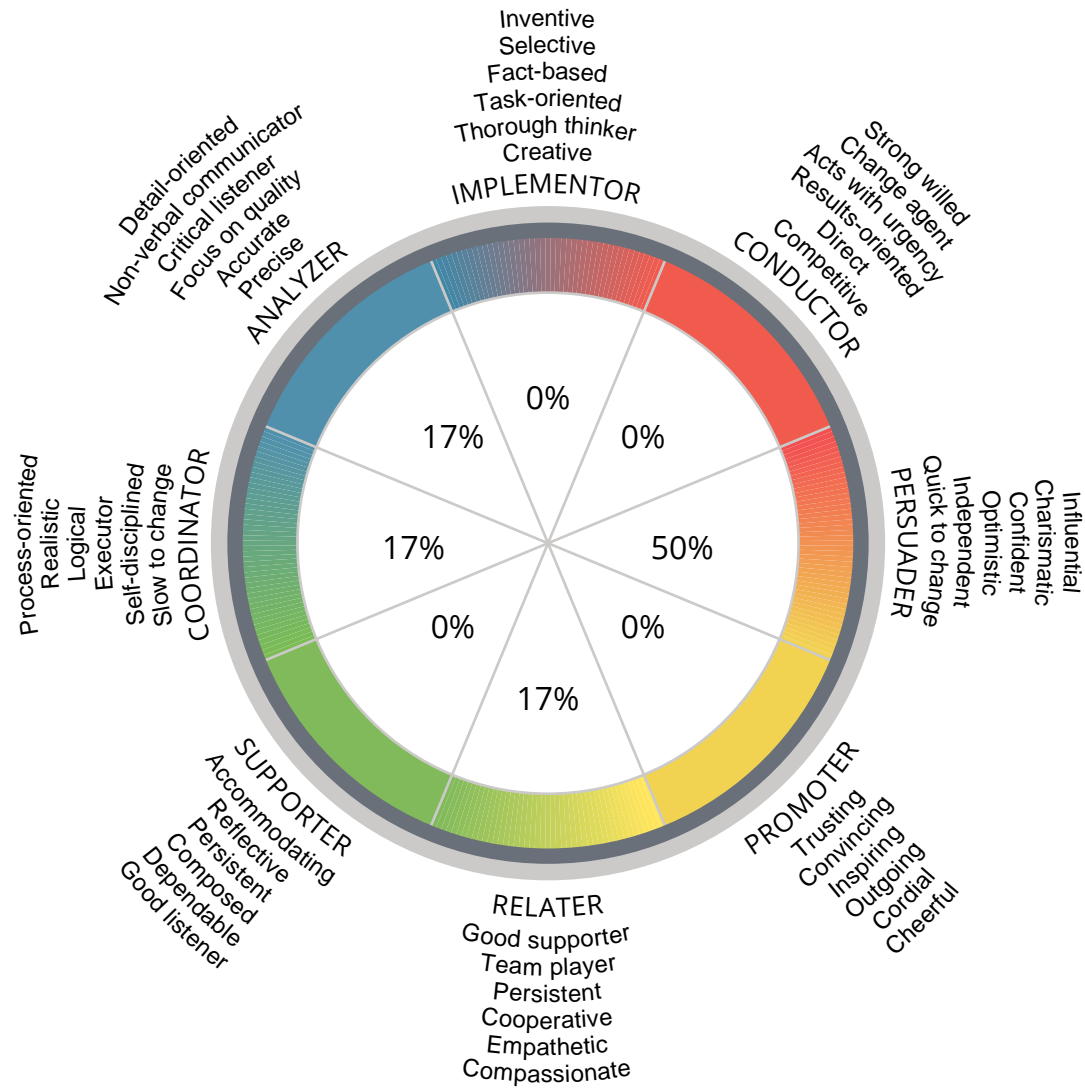 Inventive
Selective
Fact-based
Task-oriented
Thorough thinker
Creative
IMPLEMENTOR
Strong willed
Change agent
Acts with urgency
Results-oriented
Direct
Competitive
CONDUCTOR
Influential
Charismatic
Confident
Optimistic
Independent
Quick to change
PERSUADER
PROMOTER
Trusting
Convincing
Inspiring
Outgoing
Cordial
Cheerful
RELATER
Good supporter
Team player
Persistent
Cooperative
Empathetic
Compassionate
SUPPORTER
Accommodating
Reflective
Persistent
Composed
Dependable
Good listener
Process-oriented
Realistic
Logical
Executor
Self-disciplined
Slow to change
COORDINATOR
Detail-oriented
Non-verbal communicator
Critical listener
Focus on quality
Accurate
Precise
ANALYZER
0%
0%
50%
0%
17%
0%
17%
17%